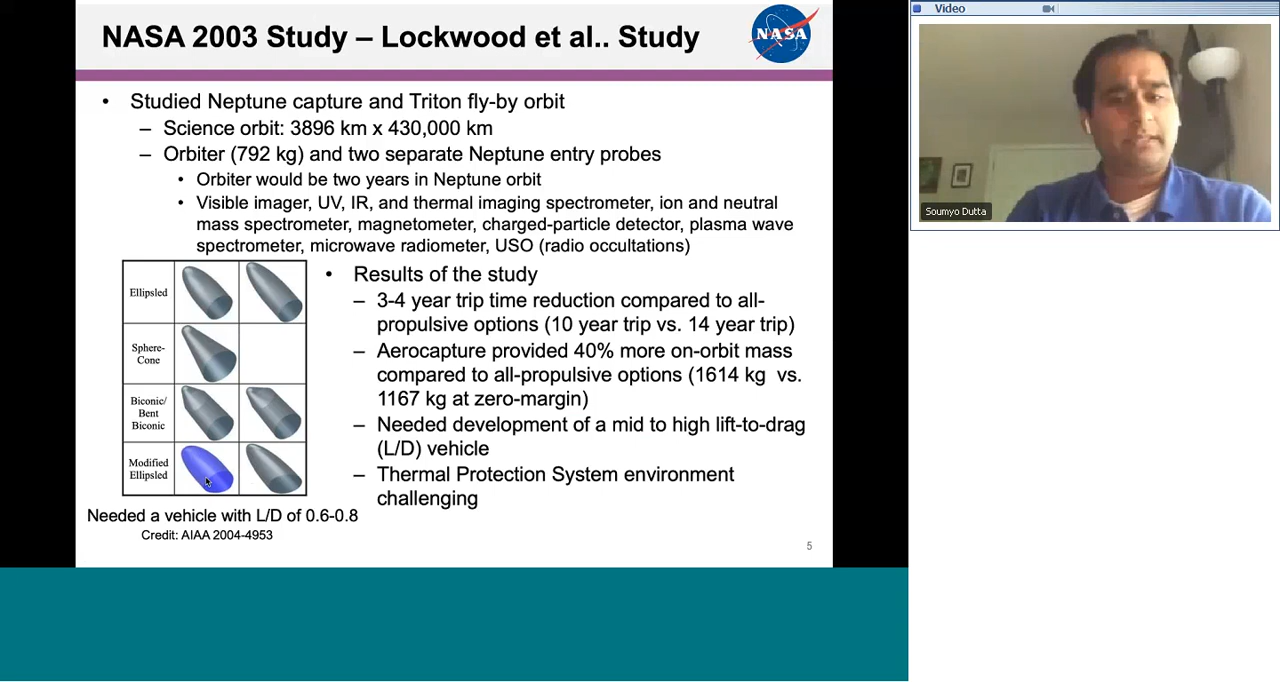 NASA 2003 Study – Lockwood et al.. Study
NASA
Video
• Studied Neptune capture and Triton fly-by orbit
– Science orbit: 3896 km x 430,000 km
– Orbiter (792 kg) and two separate Neptune entry probes
• Orbiter would be two years in Neptune orbit
• Visible imager, UV, IR, and thermal imaging spectrometer, ion and neutral
mass spectrometer, magnetometer, charged-particle detector, plasma wave
spectrometer, microwave radiometer, USO (radio occultations)
Soumyo Dutta
Ellipsled
Sphere-
Cone
Biconic/
Bent
Biconic
Modified
Ellipsled
Needed a vehicle with L/D of 0.6-0.8
Credit: AIAA 2004-4953
• Results of the study
– 3-4 year trip time reduction compared to all-
propulsive options (10 year trip vs. 14 year trip)
– Aerocapture provided 40% more on-orbit mass
compared to all-propulsive options (1614 kg vs.
1167 kg at zero-margin)
– Needed development of a mid to high lift-to-drag
(L/D) vehicle
– Thermal Protection System environment
challenging
5